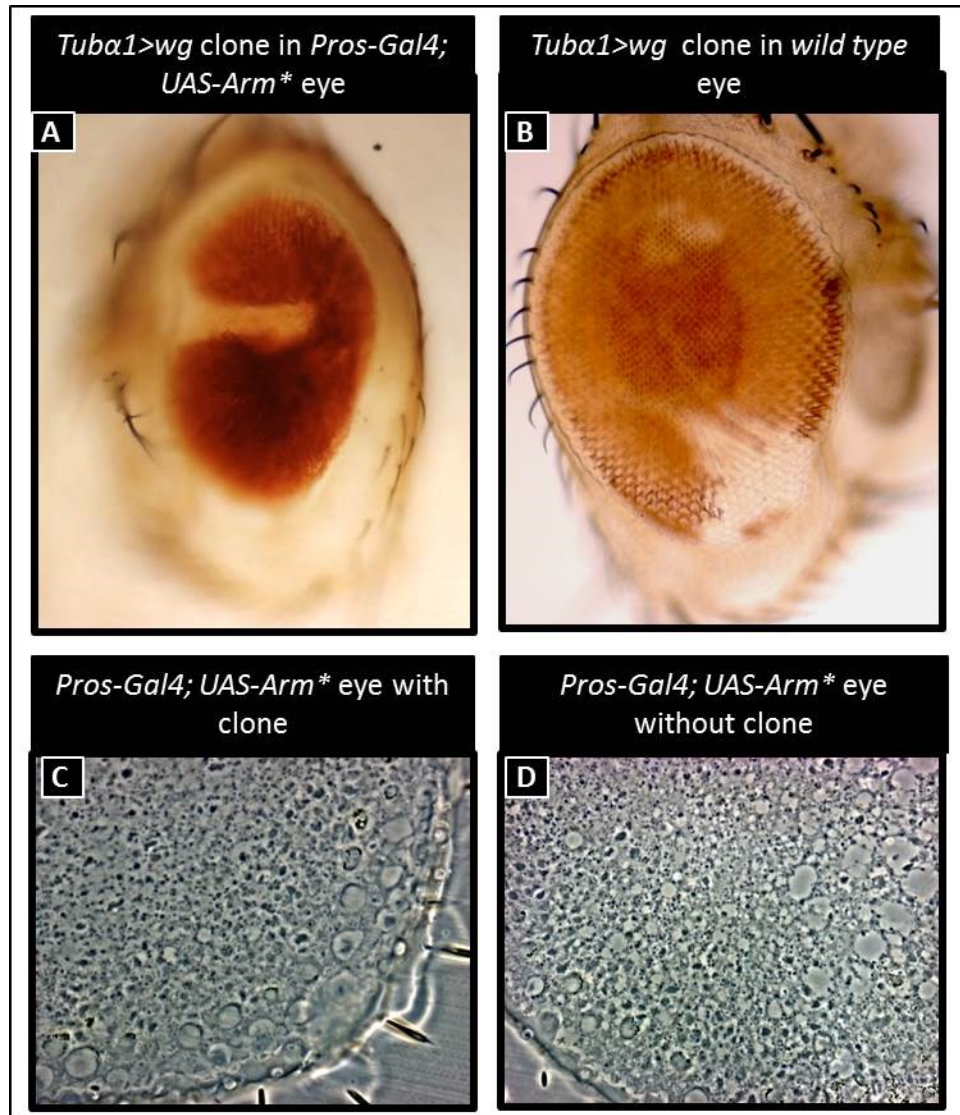 Tubα1>wg clone in Pros-Gal4;
UAS-Arm* eye
Tubα1>wg clone in wild type
eye
A
B
Pros-Gal4; UAS-Arm* eye with
clone
Pros-Gal4; UAS-Arm* eye
without clone
C
D